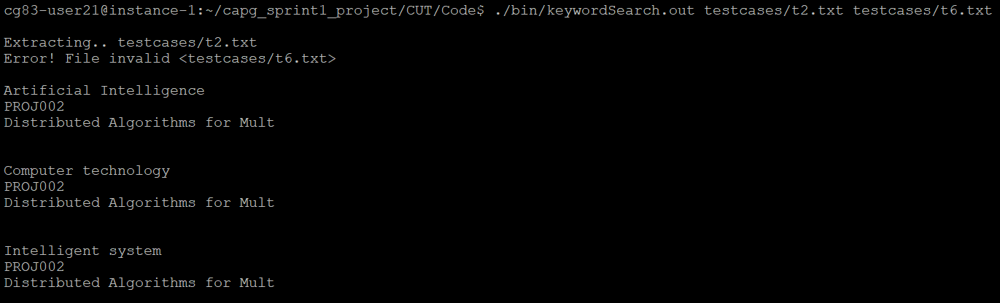 cg83-user21@instance-1:~/capg_sprint1_project/CUT/Code$ ./bin/keywordSearch.out testcases/t2.txt testcases/t6.txt
Extracting.. testcases/t2.txt
Error! File invalid <testcases/t6.txt>
Artificial Intelligence
PROJ002
Distributed Algorithms for Mult
Computer technology
PROJ002
Distributed Algorithms for Mult
Intelligent system
PROJ002
Distributed Algorithms for Mult